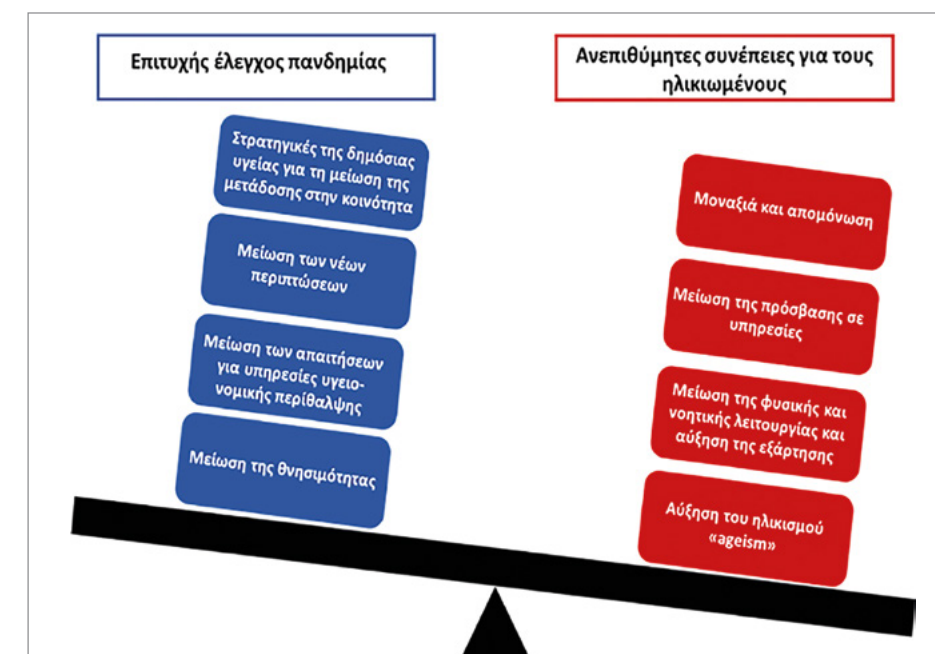 Επιτυχής έλεγχος πανδημίας
Στρατηγικές της δημόσιας
υγείας για τη μείωση της
μετάδοσης στην κοινότητα
Μείωση των νέων
περιπτώσεων
Μείωση των απαιτήσεων
για υπηρεσίες υγειο-
νομικής περίθαλψης
Μείωση της θνησιμότητας
Ανεπιθύμητες συνέπειες για τους
ηλικιωμένους
Μοναξιά και απομόνωση
Μείωση της πρόσβασης σε
υπηρεσίες
Μείωση της φυσικής και
νοητικής λειτουργίας και
αύξηση της εξάρτησης
Αύξηση του ηλικισμού
«ageism»